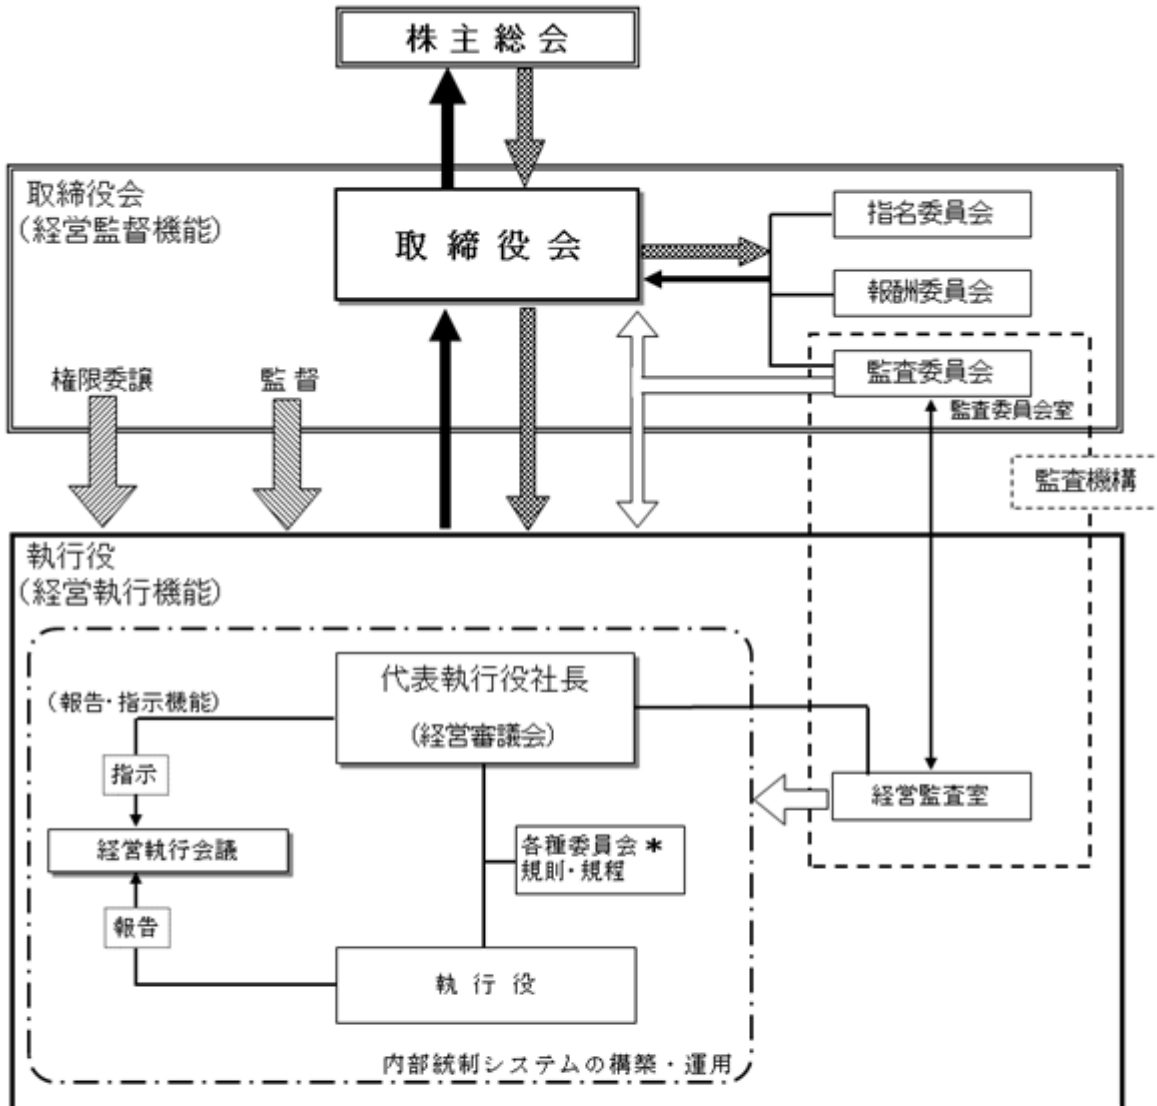 株主総会
取締役会
(経営監督機能)
取締役会
指名委員会
報酬委員会
監査委員会
監査委員会室
権限委譲
監督
監査機構
執行役
(経営執行機能)
代表執行役社長
(経営審議会)
(報告・指示機能)
指示
経営監査室
経営執行会議
各種委員会＊
規則・規程
報告
執行役
内部統制システムの構築・運用